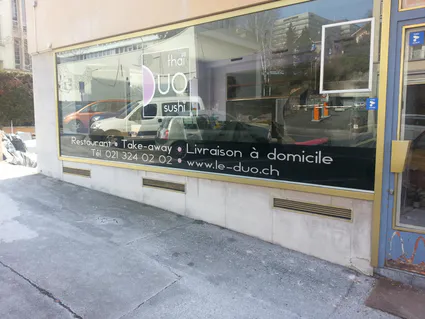 thai
DUO
sushi
Restaurant • Take-away • Livraison à domicile
Tél 021 324 02 02 • www.le-duo.ch